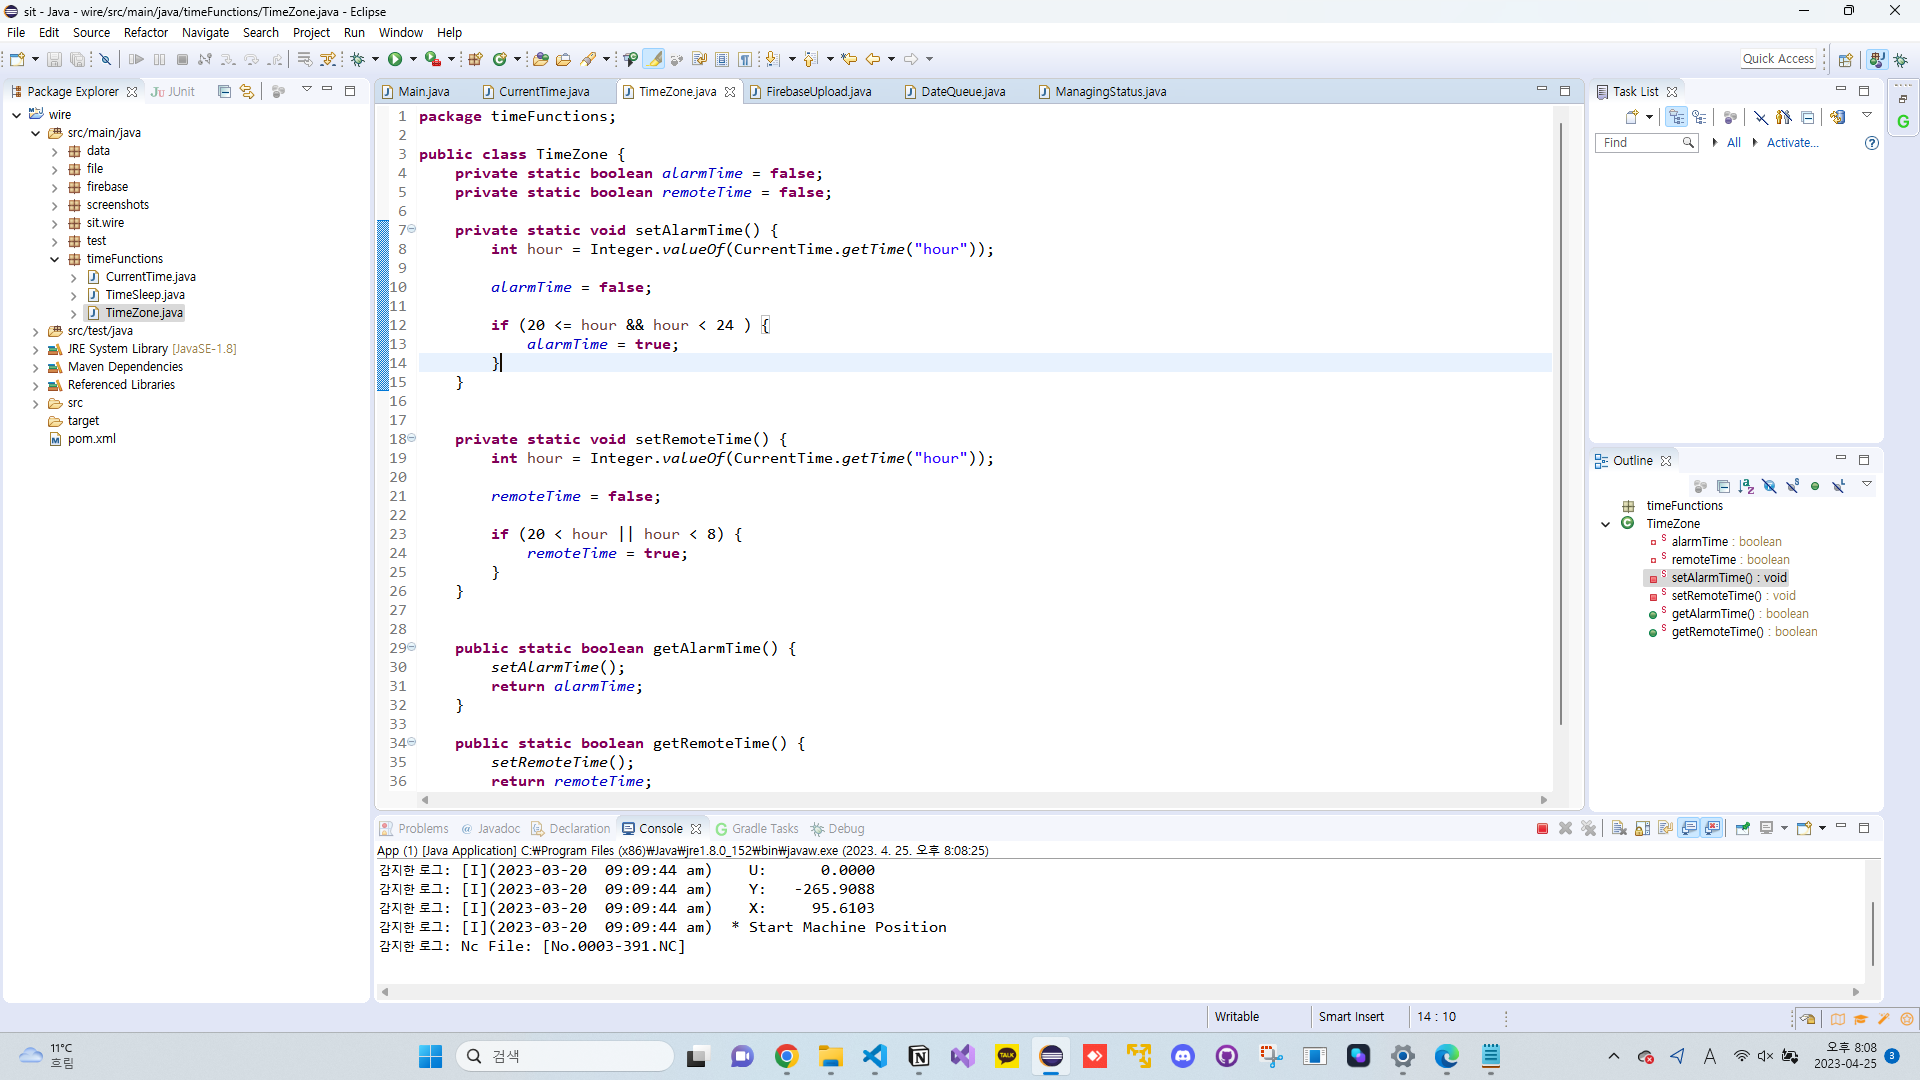 sit - Java - wire/src/main/java/timeFunctions/TimeZone.java - Eclipse
File Edit Source Refactor Navigate Search Project Run Window Help
Quick Access
Package Explorer JUnit
wire
src/main/java
data
file
firebase
screenshots
sit.wire
test
timeFunctions
CurrentTime.java
TimeSleep.java
TimeZone.java
src/test/java
JRE System Library [JavaSE-1.8]
Maven Dependencies
Referenced Libraries
src
target
pom.xml
Main.java CurrentTime.java TimeZone.java FirebaseUpload.java DateQueue.java ManagingStatus.java
1 package timeFunctions;
2
3 public class TimeZone {
4 private static boolean alarmTime = false;
5 private static boolean remoteTime = false;
6
7 private static void setAlarmTime() {
8 int hour = Integer.valueOf(CurrentTime.getTime("hour"));
9
10 alarmTime = false;
11
12 if (20 <= hour && hour < 24 ) {
13 alarmTime = true;
14 }
15 }
16
17
18 private static void setRemoteTime() {
19 int hour = Integer.valueOf(CurrentTime.getTime("hour"));
20
21 remoteTime = false;
22
23 if (20 < hour || hour < 8) {
24 remoteTime = true;
25 }
26 }
27
28
29 public static boolean getAlarmTime() {
30 setAlarmTime();
31 return alarmTime;
32 }
33
34 public static boolean getRemoteTime() {
35 setRemoteTime();
36 return remoteTime;
Task List
Find All Activate...
Outline
timeFunctions
TimeZone
alarmTime : boolean
remoteTime : boolean
setAlarmTime() : void
setRemoteTime() : void
getAlarmTime() : boolean
getRemoteTime() : boolean
Problems Javadoc Declaration Console Gradle Tasks Debug
App (1) [Java Application] C:₩Program Files (x86)₩Java₩jre1.8.0_152₩bin₩javaw.exe (2023. 4. 25. 오후 8:08:25)
감지한 로그: [I](2023-03-20 09:09:44 am) U: 0.0000
감지한 로그: [I](2023-03-20 09:09:44 am) Y: -265.9088
감지한 로그: [I](2023-03-20 09:09:44 am) X: 95.6103
감지한 로그: [I](2023-03-20 09:09:44 am) * Start Machine Position
감지한 로그: Nc File: [No.0003-391.NC]
Writable Smart Insert 14 : 10
11°C
흐림
검색
TALK
A
오후 8:08
2023-04-25
3